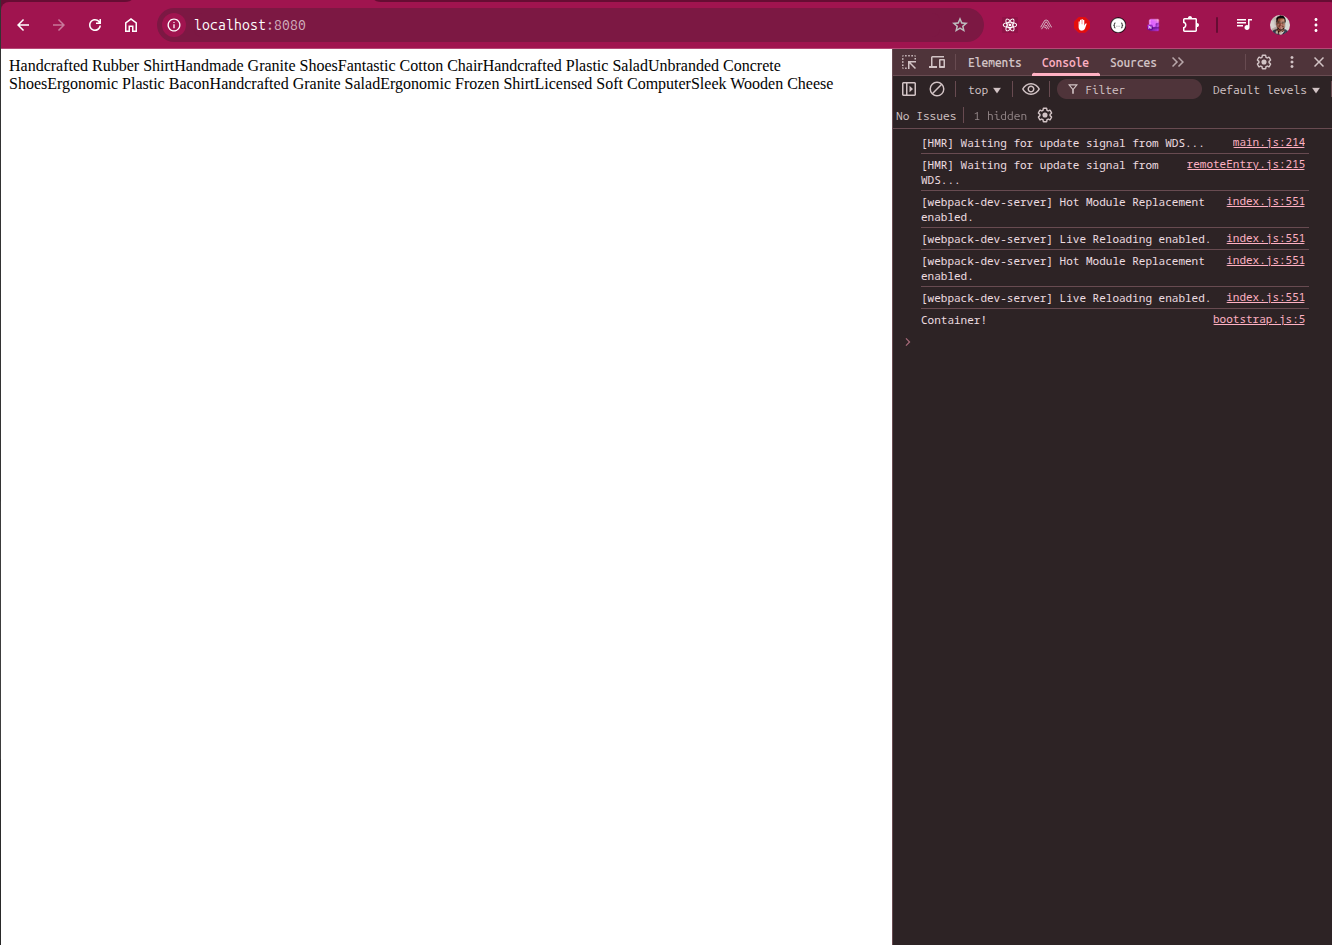 localhost:8080
Handcrafted Rubber ShirtHandmade Granite ShoesFantastic Cotton ChairHandcrafted Plastic SaladUnbranded Concrete
ShoesErgonomic Plastic BaconHandcrafted Granite SaladErgonomic Frozen ShirtLicensed Soft ComputerSleek Wooden Cheese
Elements Console Sources
top Filter Default levels
No Issues 1 hidden
[HMR] Waiting for update signal from WDS... main.js:214
[HMR] Waiting for update signal from remoteEntry.js:215
WDS...
[webpack-dev-server] Hot Module Replacement index.js:551
enabled.
[webpack-dev-server] Live Reloading enabled. index.js:551
[webpack-dev-server] Hot Module Replacement index.js:551
enabled.
[webpack-dev-server] Live Reloading enabled. index.js:551
Container! bootstrap.js:5